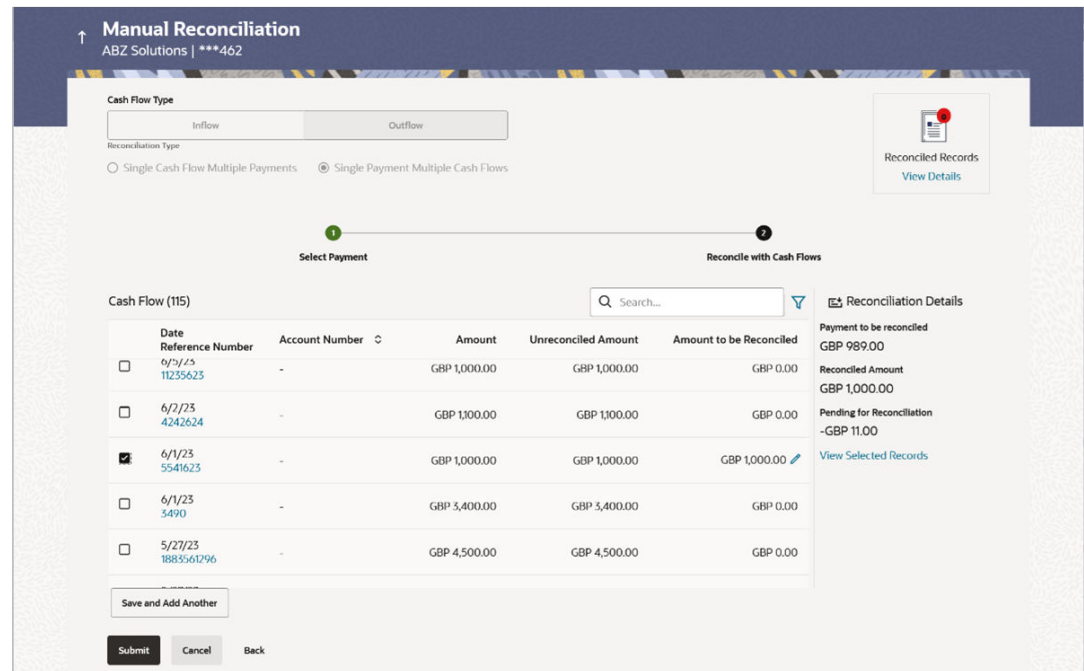 Manual Reconciliation
ABZ Solutions | ***462
Cash Flow Type
Inflow
Outflow
Reconciliation Type
Single Cash Flow Multiple Payments
Single Payment Multiple Cash Flows
0
Reconciled Records
View Details
1
2
Select Payment
Reconcile with Cash Flows
Cash Flow (115)
Search...
Date
Reference Number
Account Number
Amount
Unreconciled Amount
Amount to be Reconciled
6/5/23
11235623
-
GBP 1,000.00
GBP 1,000.00
GBP 0.00
6/2/23
4242624
-
GBP 1,100.00
GBP 1,100.00
GBP 0.00
6/1/23
5541623
-
GBP 1,000.00
GBP 1,000.00
GBP 1,000.00
6/1/23
3490
-
GBP 3,400.00
GBP 3,400.00
GBP 0.00
5/27/23
1883561296
-
GBP 4,500.00
GBP 4,500.00
GBP 0.00
Reconciliation Details
Payment to be reconciled
GBP 989.00
Reconciled Amount
GBP 1,000.00
Pending for Reconciliation
-GBP 11.00
View Selected Records
Save and Add Another
Submit
Cancel
Back